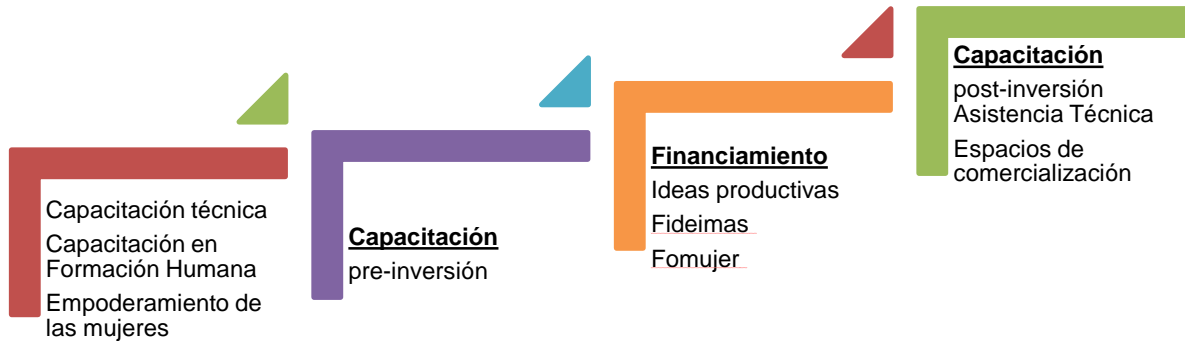 Capacitación técnica
Capacitación en
Formación Humana
Empoderamiento de
las mujeres
Capacitación
pre-inversión
Financiamiento
Ideas productivas
Fideimas
Fomujer
Capacitación
post-inversión
Asistencia Técnica
Espacios de
comercialización